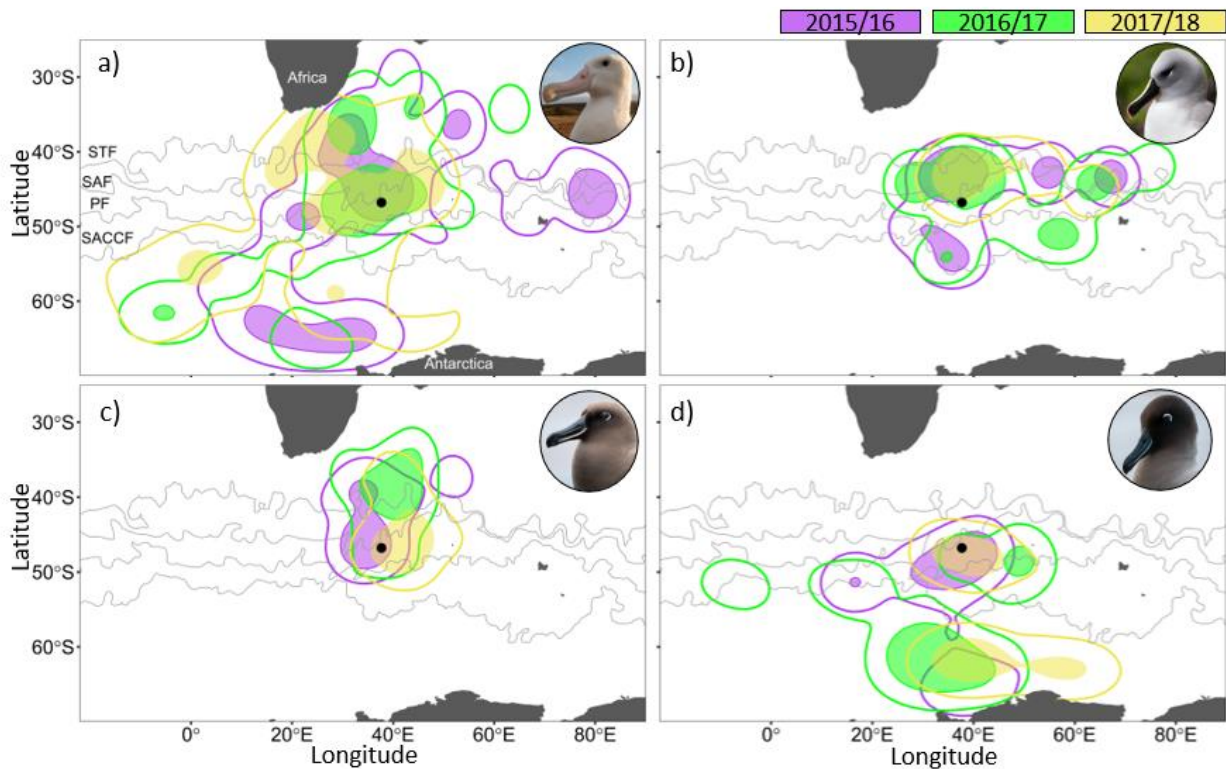 2015/16 2016/17 2017/18
a) Africa b)
30°S
40°S
50°S
60°S
STF
SAF
PF
SACCF
Latitude
Antarctica
c) d)
30°S
40°S
50°S
60°S
Latitude
0° 20°E 40°E 60°E 80°E 0° 20°E 40°E 60°E 80°E
Longitude Longitude